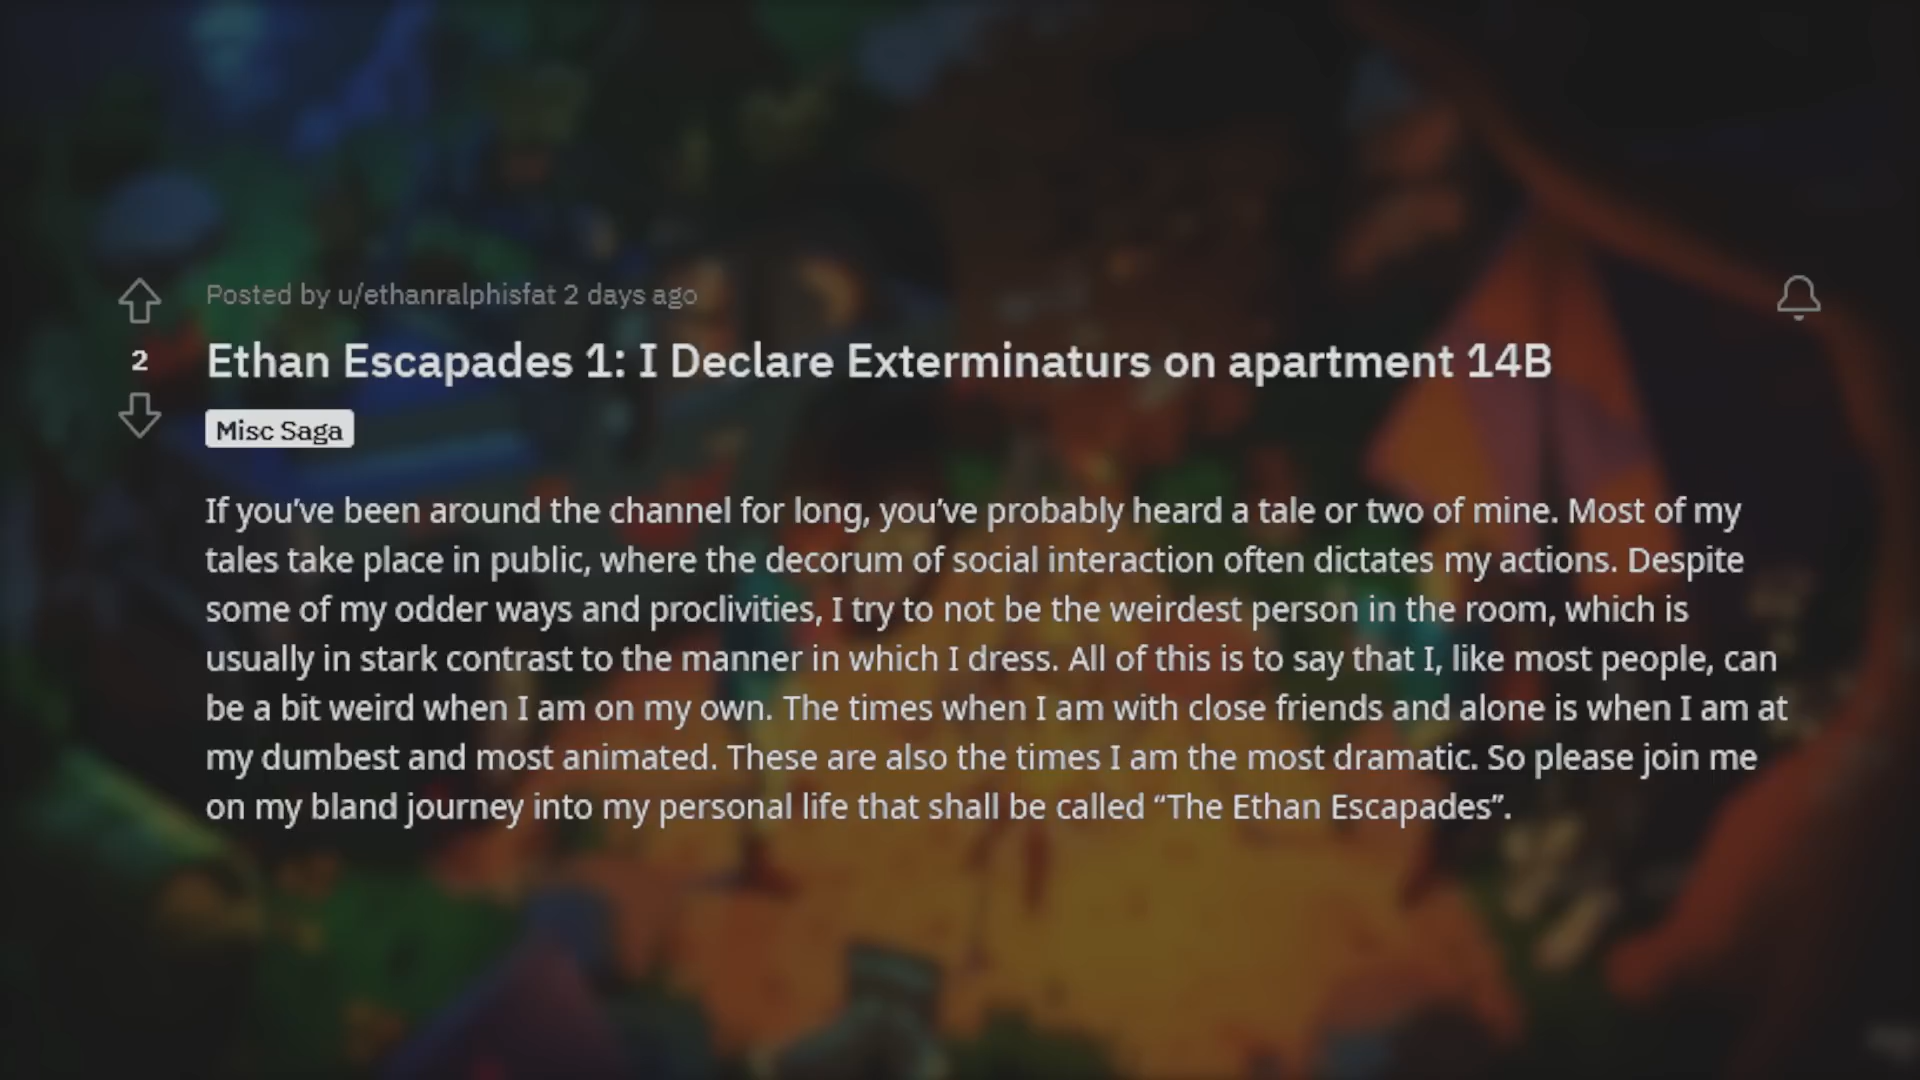 Posted by u/ethanralphisfat 2 days ago
2
Ethan Escapades 1: I Declare Exterminaturs on apartment 14B
Misc Saga
If you’ve been around the channel for long, you’ve probably heard a tale or two of mine. Most of my
tales take place in public, where the decorum of social interaction often dictates my actions. Despite
some of my odder ways and proclivities, I try to not be the weirdest person in the room, which is
usually in stark contrast to the manner in which I dress. All of this is to say that I, like most people, can
be a bit weird when I am on my own. The times when I am with close friends and alone is when I am at
my dumbest and most animated. These are also the times I am the most dramatic. So please join me
on my bland journey into my personal life that shall be called “The Ethan Escapades”.